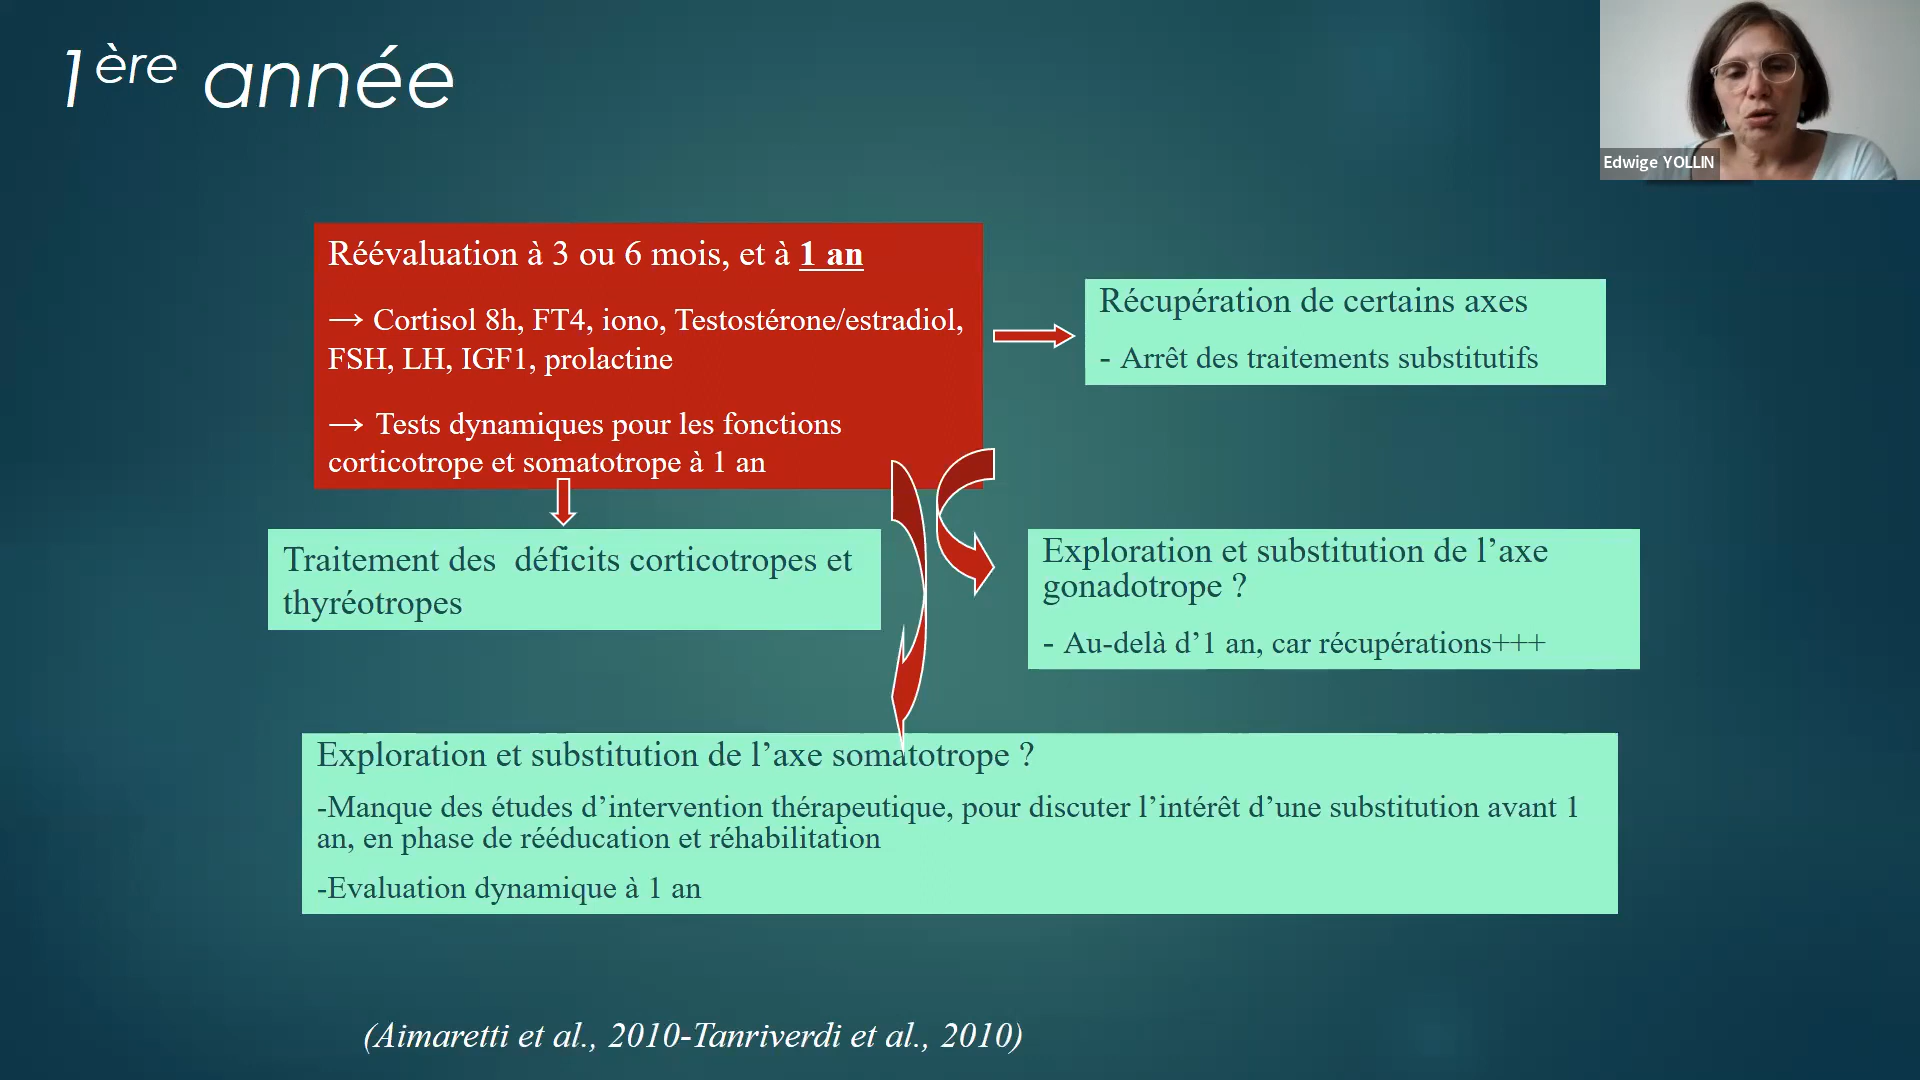 1ère année
Edwige YOLLIN
Réévaluation à 3 ou 6 mois, et à 1 an
→ Cortisol 8h, FT4, iono, Testostérone/estradiol,
FSH, LH, IGF1, prolactine
→ Tests dynamiques pour les fonctions
corticotrope et somatotrope à 1 an
Récupération de certains axes
- Arrêt des traitements substitutifs
Traitement des déficits corticotropes et
thyréotropes
Exploration et substitution de l’axe
gonadotrope ?
- Au-delà d’1 an, car récupérations+++
Exploration et substitution de l’axe somatotrope ?
-Manque des études d’intervention thérapeutique, pour discuter l’intérêt d’une substitution avant 1
an, en phase de rééducation et réhabilitation
-Evaluation dynamique à 1 an
(Aimaretti et al., 2010-Tanriverdi et al., 2010)